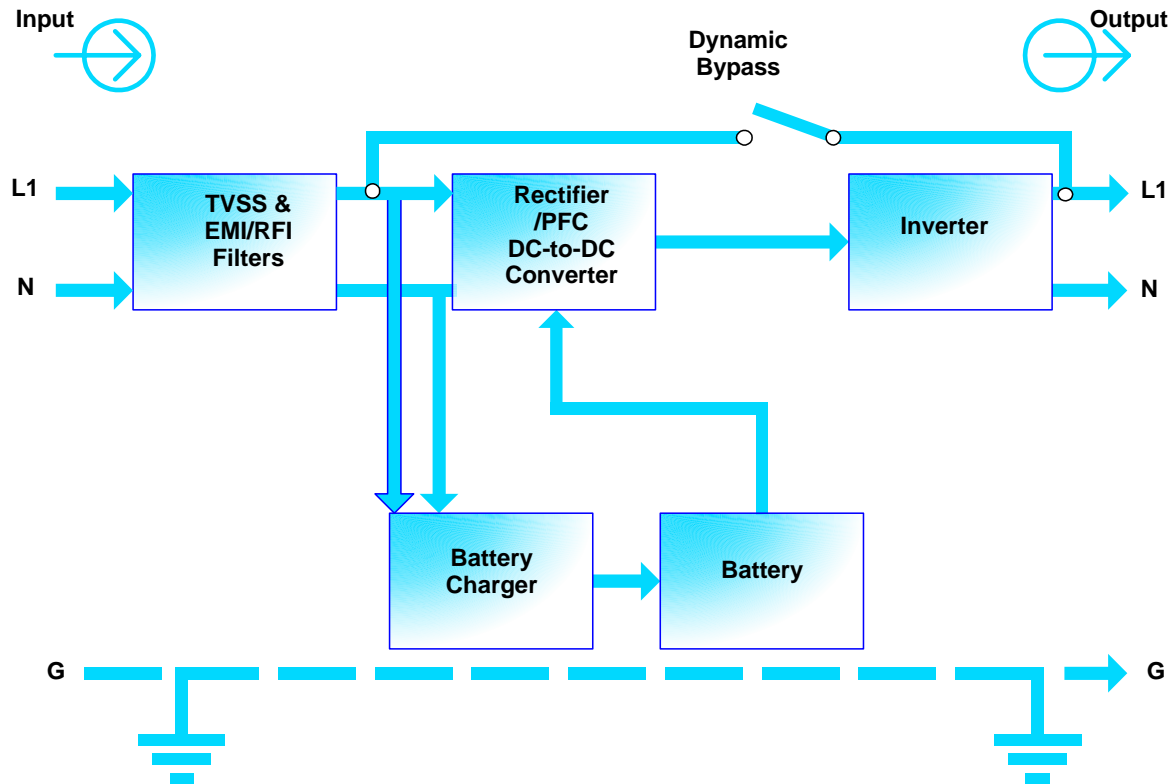 Input
Output
Dynamic
Bypass
L1
TVSS &
EMI/RFI
Filters
Rectifier
/PFC
DC-to-DC
Converter
Inverter
L1
N
N
Battery
Charger
Battery
G
G